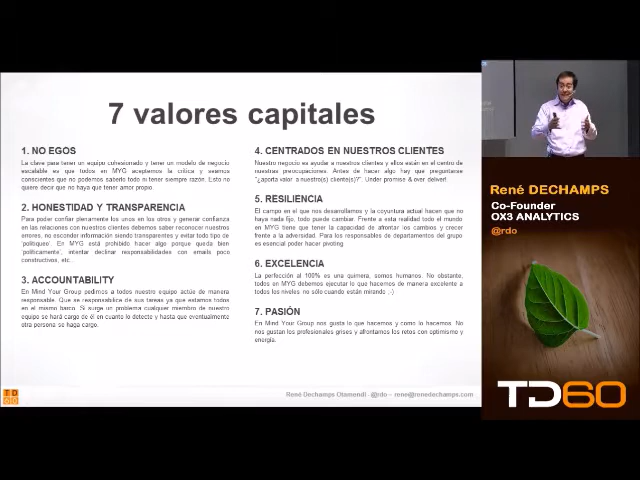 7 valores capitales
1. NO EGOS
La clave para tener un equipo cohesionado y tener un modelo de negocio
escalable es que todos en MYG aceptemos la crítica y seamos
conscientes que no podemos saberlo todo ni tener siempre razón. Esto no
quiere decir que no haya que tener amor propio.
2. HONESTIDAD Y TRANSPARENCIA
Para poder confiar plenamente los unos en los otros y generar confianza
en las relaciones con nuestros clientes debemos saber reconocer nuestros
errores, no esconder información siendo transparentes y evitar todo tipo de
'politiqueo'. En MYG está prohibido hacer algo porque queda bien
'políticamente', intentar declinar responsabilidades con emails poco
constructivos, etc...
3. ACCOUNTABILITY
En Mind Your Group pedimos a todos nuestro equipo actúe de manera
responsable. Que se responsabilice de sus tareas ya que estamos todos
en el mismo barco. Si surge un problema cualquier miembro de nuestro
equipo se hará cargo de él en cuanto lo detecte y hasta que eventualmente
otra persona se haga cargo.
4. CENTRADOS EN NUESTROS CLIENTES
Nuestro negocio es ayudar a nuestros clientes y ellos están en el centro de
nuestras preocupaciones. Antes de hacer algo hay que preguntarse
"¿aporta valor a nuestro(s) cliente(s)?". Under promise & over deliver!
5. RESILIENCIA
El campo en el que nos desarrollamos y la coyuntura actual hacen que no
haya nada fijo, todo puede cambiar. Frente a esta realidad todo el mundo
en MYG tiene que tener la capacidad de afrontar los cambios y crecer
frente a la adversidad. Para los responsables de departamentos del grupo
es esencial poder hacer pivoting.
6. EXCELENCIA
La perfección al 100% es una quimera, somos humanos. No obstante,
todos en MYG debemos ejecutar lo que hacemos de manera excelente a
todos los niveles no sólo cuando están mirando ;-)
7. PASIÓN
En Mind Your Group nos gusta lo que hacemos y como lo hacemos. No
nos gustan los profesionales grises y afrontamos los retos con optimismo y
energía.
René Dechamps Otamendi - @rdo – rene@renedechamps.com
TD
60
René DECHAMPS
Co-Founder
OX3 ANALYTICS
@rdo
TD60